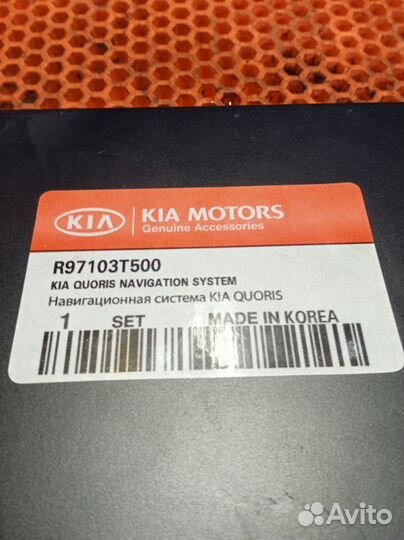 KIA
KIA MOTORS
Genuine Accessories
R97103T500
KIA QUORIS NAVIGATION SYSTEM
Навигационная система KIA QUORIS
1 SET MADE IN KOREA
Avito